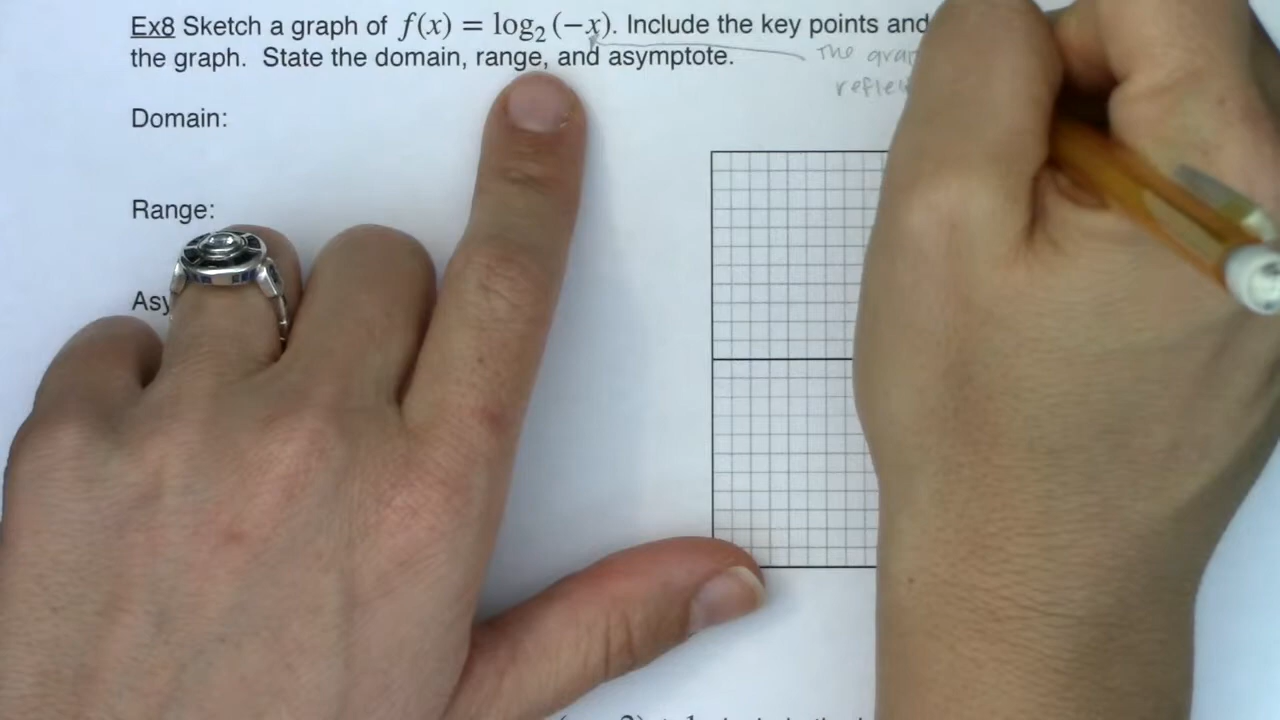 Ex8 Sketch a graph of f(x) = log₂(−x). Include the key points and
the graph. State the domain, range, and asymptote.
The
Domain:
Range: